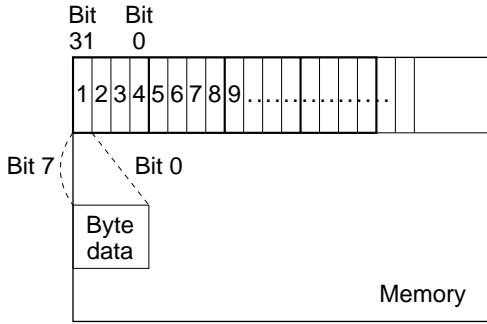 Bit Bit
31 0
1 2 3 4 5 6 7 8 9 ................
Bit 7 Bit 0
Byte
data
Memory